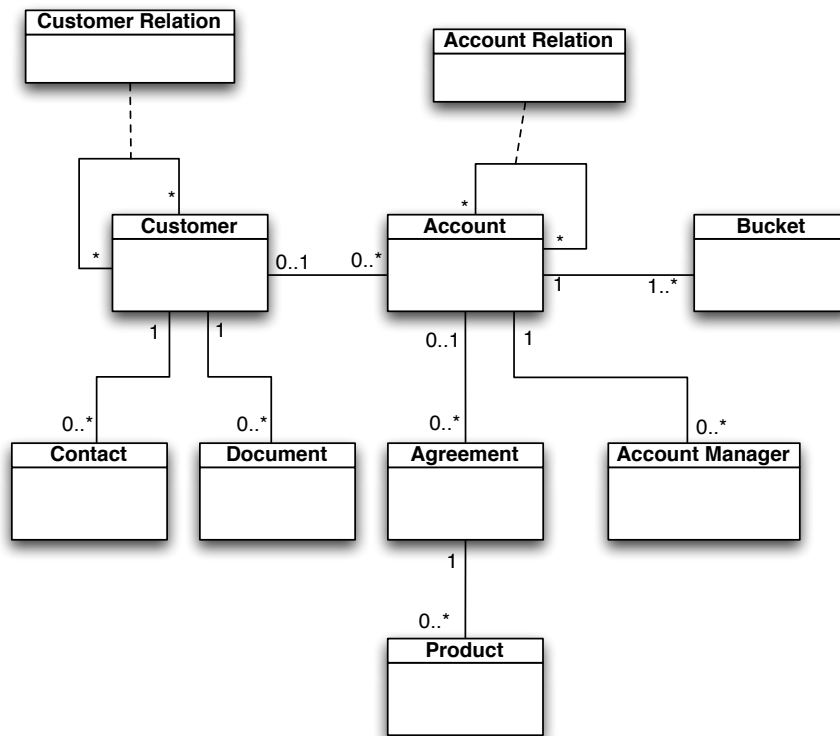 Customer Relation
Account Relation
*
*
*
*
Customer
Account
Bucket
0..1
0..*
1
1..*
1
1
0..1
1
0..*
0..*
0..*
0..*
Contact
Document
Agreement
Account Manager
1
0..*
Product